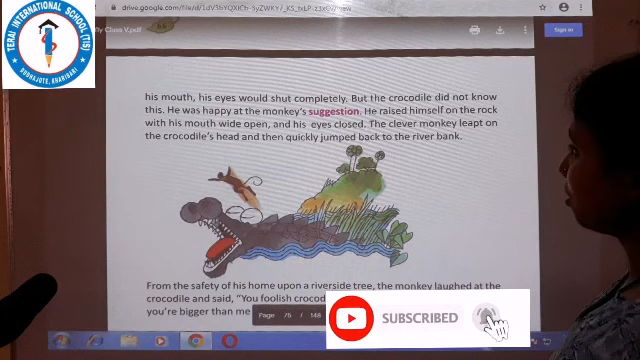 TERAI INTERNATIONAL SCHOOL (TIS)
DUDHAJOTE, KHARIBARI
drive.google.com/file/d/
Class V.pdf
Sign in
his mouth, his eyes would shut completely. But the crocodile did not know
this. He was happy at the monkey's suggestion. He raised himself on the rock
with his mouth wide open, and his eyes closed. The clever monkey leapt on
the crocodile's head and then quickly jumped back to the river bank.
From the safety of his home upon a riverside tree, the monkey laughed at the
crocodile and said, "You foolish
you're bigger than me
Page 75 / 148
SUBSCRIBED